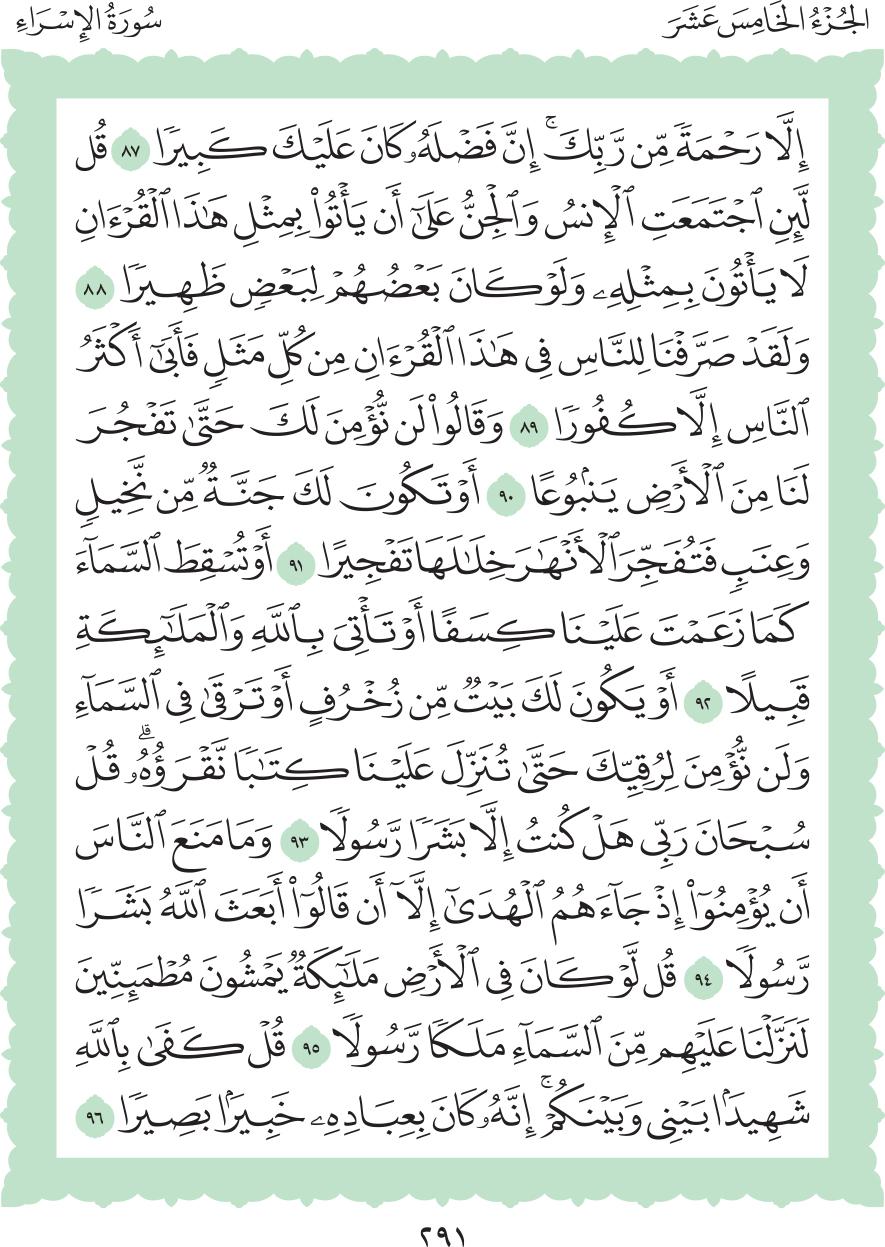 الجُزْءُ الخَامِسَ عَشَرَ
سُورَةُ الإِسْرَاءِ
إِلَّا رَحْمَةٗ مِّن رَّبِّكَۚ إِنَّ فَضْلَهُۥ كَانَ عَلَيْكَ كَبِيرٗا ٨٧ قُل
لَّئِنِ ٱجْتَمَعَتِ ٱلْإِنسُ وَٱلْجِنُّ عَلَىٰٓ أَن يَأْتُوا۟ بِمِثْلِ هَٰذَا ٱلْقُرْءَانِ
لَا يَأْتُونَ بِمِثْلِهِۦ وَلَوْ كَانَ بَعْضُهُمْ لِبَعْضٖ ظَهِيرٗا ٨٨
وَلَقَدْ صَرَّفْنَا لِلنَّاسِ فِى هَٰذَا ٱلْقُرْءَانِ مِن كُلِّ مَثَلٖ فَأَبَىٰٓ أَكْثَرُ
ٱلنَّاسِ إِلَّا كُفُورٗا ٨٩ وَقَالُوا۟ لَن نُّؤْمِنَ لَكَ حَتَّىٰ تَفْجُرَ
لَنَا مِنَ ٱلْأَرْضِ يَنۢبُوعًا ٩٠ أَوْ تَكُونَ لَكَ جَنَّةٞ مِّن نَّخِيلٖ
وَعِنَبٖ فَتُفَجِّرَ ٱلْأَنْهَٰرَ خِلَٰلَهَا تَفْجِيرًا ٩١ أَوْ تُسْقِطَ ٱلسَّمَآءَ
كَمَا زَعَمْتَ عَلَيْنَا كِسَفًا أَوْ تَأْتِىَ بِٱللَّهِ وَٱلْمَلَٰٓئِكَةِ
قَبِيلًا ٩٢ أَوْ يَكُونَ لَكَ بَيْتٞ مِّن زُخْرُفٍ أَوْ تَرْقَىٰ فِى ٱلسَّمَآءِ
وَلَن نُّؤْمِنَ لِرُقِيِّكَ حَتَّىٰ تُنَزِّلَ عَلَيْنَا كِتَٰبٗا نَّقْرَؤُهُۥۗ قُلْ
سُبْحَانَ رَبِّى هَلْ كُنتُ إِلَّا بَشَرٗا رَّسُولٗا ٩٣ وَمَا مَنَعَ ٱلنَّاسَ
أَن يُؤْمِنُوٓا۟ إِذْ جَآءَهُمُ ٱلْهُدَىٰٓ إِلَّآ أَن قَالُوٓا۟ أَبَعَثَ ٱللَّهُ بَشَرٗا
رَّسُولٗا ٩٤ قُل لَّوْ كَانَ فِى ٱلْأَرْضِ مَلَٰٓئِكَةٞ يَمْشُونَ مُطْمَئِنِّينَ
لَنَزَّلْنَا عَلَيْهِم مِّنَ ٱلسَّمَآءِ مَلَكٗا رَّسُولٗا ٩٥ قُلْ كَفَىٰ بِٱللَّهِ
شَهِيدَۢا بَيْنِى وَبَيْنَكُمْۚ إِنَّهُۥ كَانَ بِعِبَادِهِۦ خَبِيرَۢا بَصِيرٗا ٩٦
٢٩١